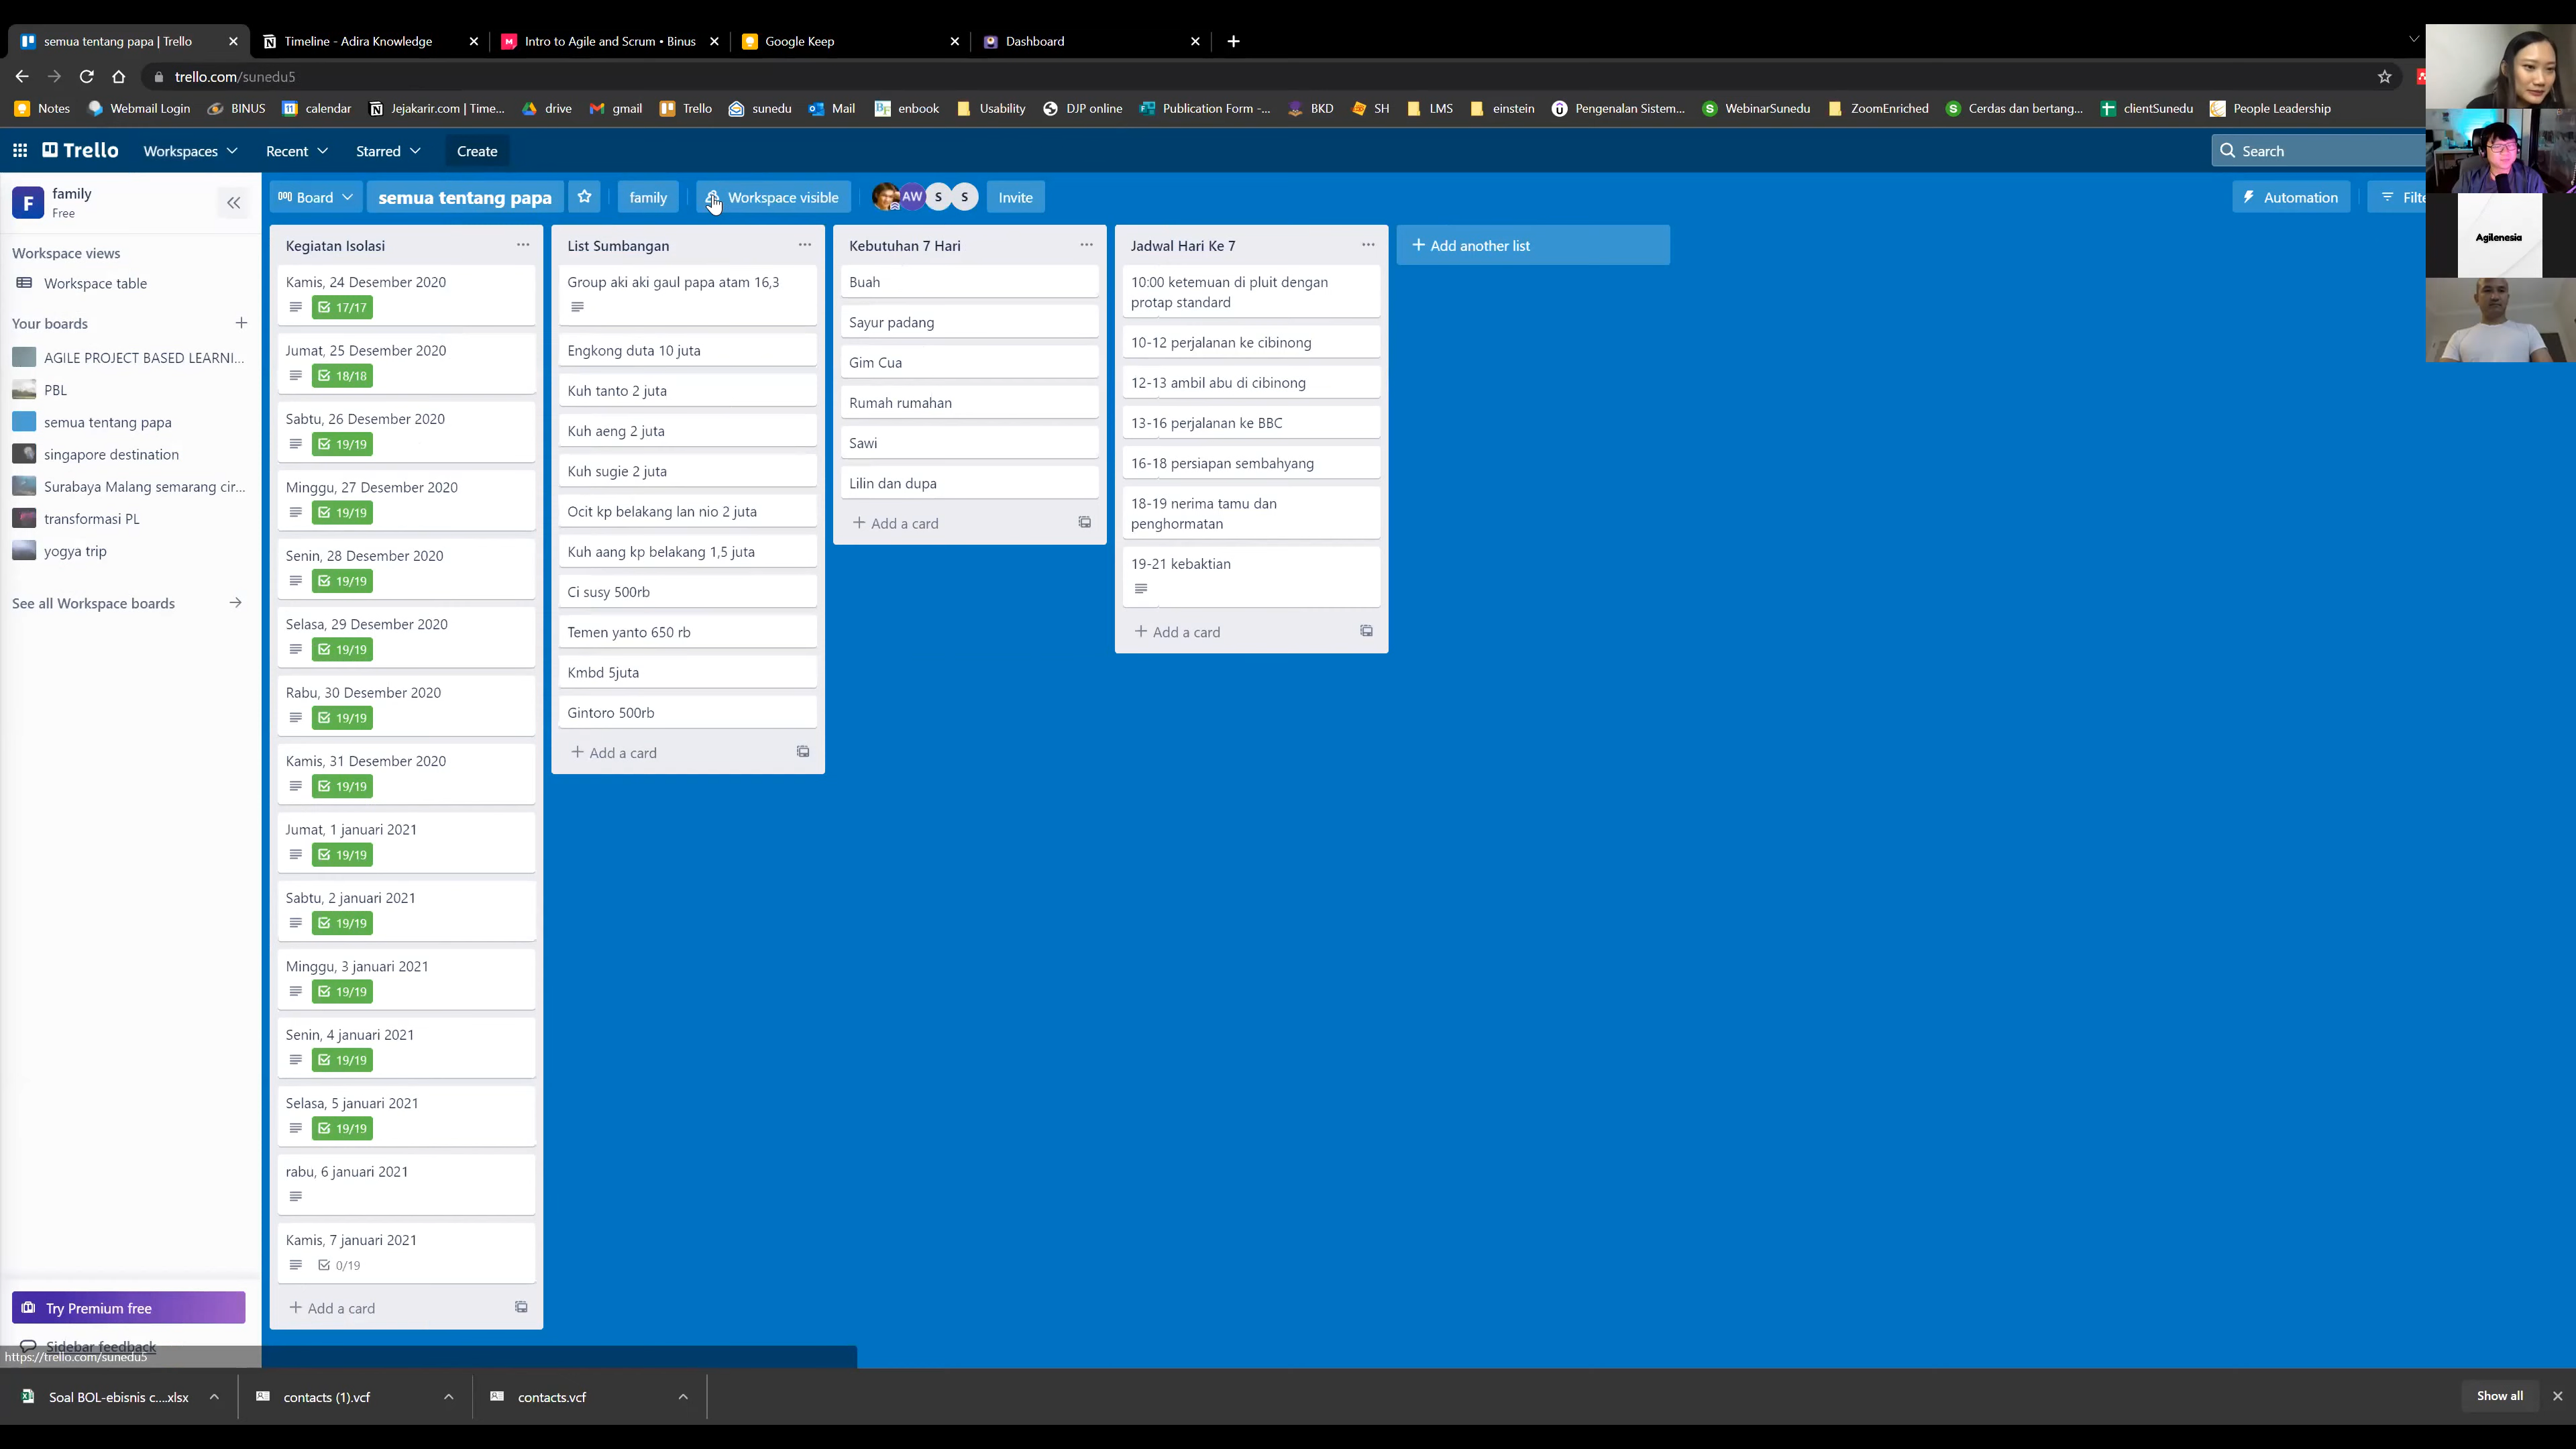 semua tentang papa | Trello
Timeline - Adira Knowledge
Intro to Agile and Scrum • Binus
Google Keep
Dashboard
trello.com/sunedu5
Notes
Webmail Login
BINUS
calendar
Jejakarir.com | Time...
drive
gmail
Trello
sunedu
Mail
enbook
Usability
DJP online
Publication Form -...
BKD
SH
LMS
einstein
Pengenalan Sistem...
WebinarSunedu
ZoomEnriched
Cerdas dan bertang...
clientSunedu
People Leadership
Trello
Workspaces
Recent
Starred
Create
Search
F
family
Free
Board
semua tentang papa
family
Workspace visible
AW
S
S
Invite
Automation
Filte
Agilenesia
Workspace views
Workspace table
Your boards
AGILE PROJECT BASED LEARNI...
PBL
semua tentang papa
singapore destination
Surabaya Malang semarang cir...
transformasi PL
yogya trip
See all Workspace boards
Try Premium free
Sidebar feedback
https://trello.com/sunedu5
Kegiatan Isolasi
Kamis, 24 Desember 2020
17/17
Jumat, 25 Desember 2020
18/18
Sabtu, 26 Desember 2020
19/19
Minggu, 27 Desember 2020
19/19
Senin, 28 Desember 2020
19/19
Selasa, 29 Desember 2020
19/19
Rabu, 30 Desember 2020
19/19
Kamis, 31 Desember 2020
19/19
Jumat, 1 januari 2021
19/19
Sabtu, 2 januari 2021
19/19
Minggu, 3 januari 2021
19/19
Senin, 4 januari 2021
19/19
Selasa, 5 januari 2021
19/19
rabu, 6 januari 2021
Kamis, 7 januari 2021
0/19
Add a card
List Sumbangan
Group aki aki gaul papa atam 16,3
Engkong duta 10 juta
Kuh tanto 2 juta
Kuh aeng 2 juta
Kuh sugie 2 juta
Ocit kp belakang lan nio 2 juta
Kuh aang kp belakang 1,5 juta
Ci susy 500rb
Temen yanto 650 rb
Kmbd 5juta
Gintoro 500rb
Add a card
Kebutuhan 7 Hari
Buah
Sayur padang
Gim Cua
Rumah rumahan
Sawi
Lilin dan dupa
Add a card
Jadwal Hari Ke 7
10:00 ketemuan di pluit dengan
protap standard
10-12 perjalanan ke cibinong
12-13 ambil abu di cibinong
13-16 perjalanan ke BBC
16-18 persiapan sembahyang
18-19 nerima tamu dan
penghormatan
19-21 kebaktian
Add a card
Add another list
Soal BOL-ebisnis c....xlsx
contacts (1).vcf
contacts.vcf
Show all